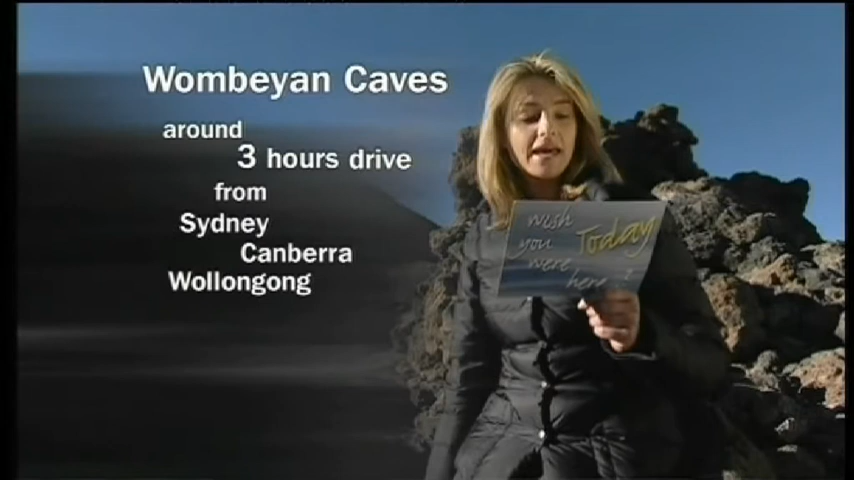 Wombeyan Caves
around
3 hours drive
from
Sydney
Canberra
Wollongong
wish
you
were
here?
Today